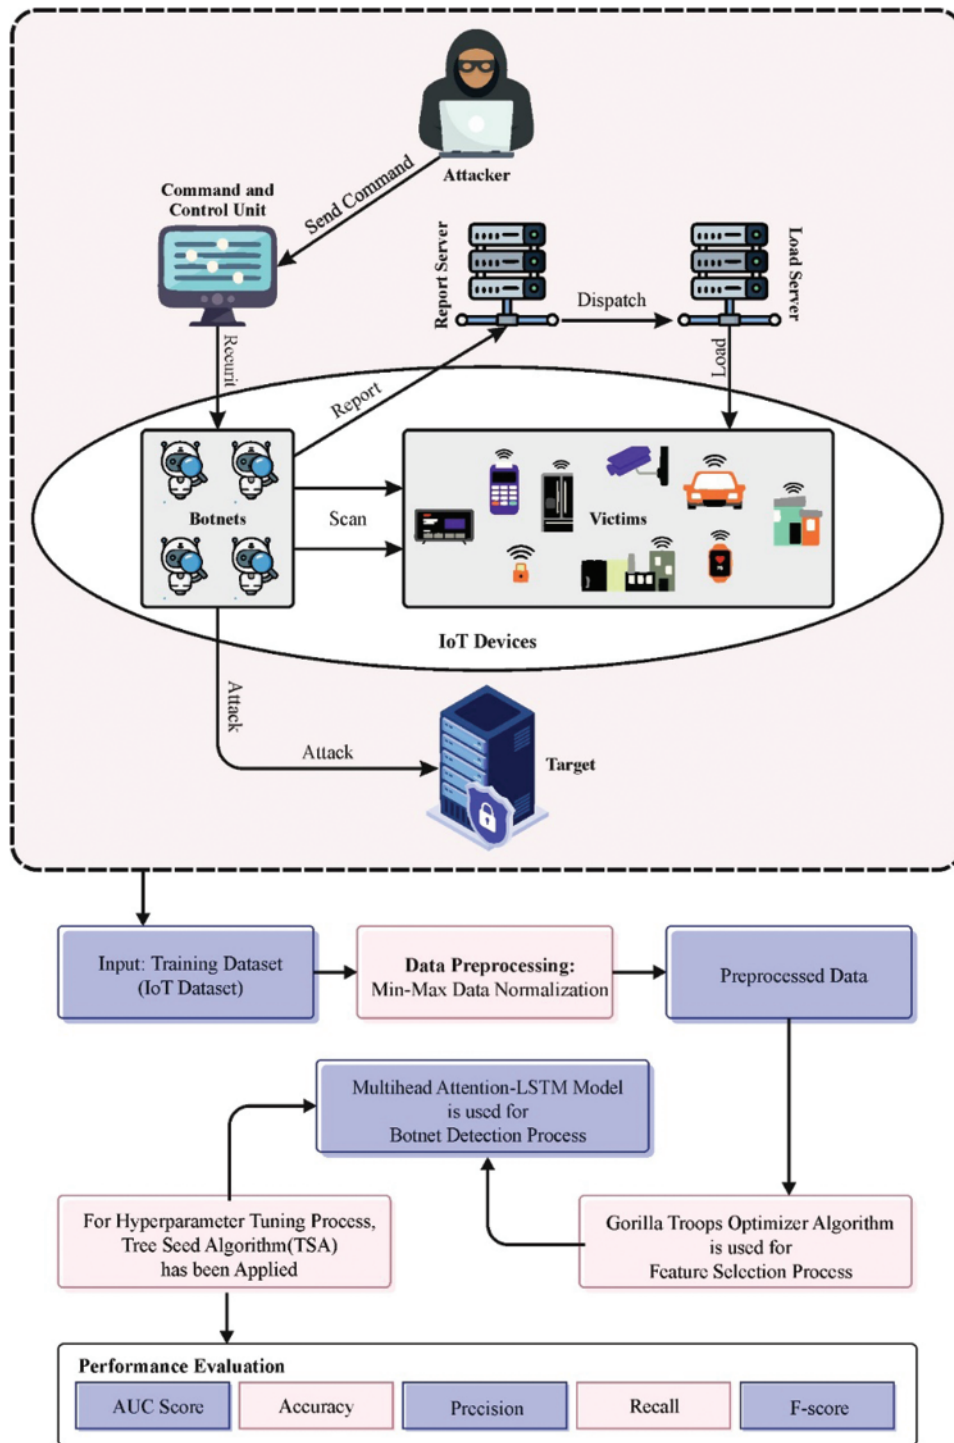 Attacker
Send Command
Command and
Control Unit
Report Server
Dispatch
Load Server
Recurit
Report
Load
Botnets
Scan
Victims
IoT Devices
Attack
Attack
Target
Input: Training Dataset
(IoT Dataset)
Data Preprocessing:
Min-Max Data Normalization
Preprocessed Data
Multihead Attention-LSTM Model
is used for
Botnet Detection Process
For Hyperparameter Tuning Process,
Tree Seed Algorithm(TSA)
has been Applied
Gorilla Troops Optimizer Algorithm
is used for
Feature Selection Process
Performance Evaluation
AUC Score
Accuracy
Precision
Recall
F-score